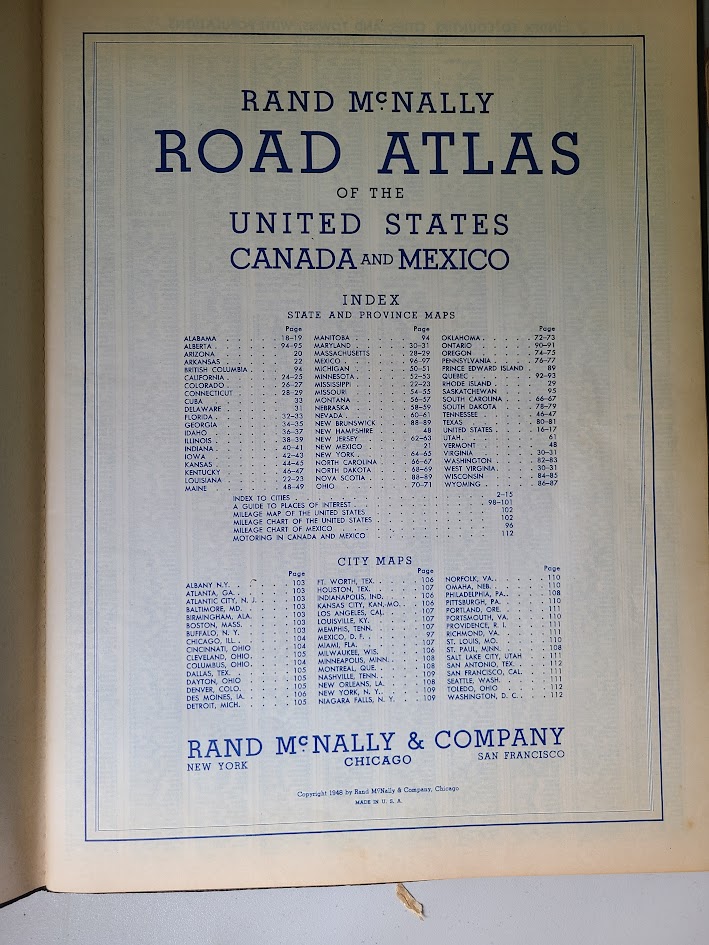 RAND McNALLY
ROAD ATLAS
OF THE
UNITED STATES
CANADA AND MEXICO
INDEX
STATE AND PROVINCE MAPS
Page
ALABAMA 18–19
ALBERTA 94–95
ARIZONA 20
ARKANSAS 22
BRITISH COLUMBIA 94
CALIFORNIA 24–25
COLORADO 26–27
CONNECTICUT 28–29
CUBA 33
DELAWARE 31
FLORIDA 32–33
GEORGIA 34–35
IDAHO 36–37
ILLINOIS 38–39
INDIANA 40–41
IOWA 42–43
KANSAS 44–45
KENTUCKY 46–47
LOUISIANA 22–23
MAINE 48–49
Page
MANITOBA 94
MARYLAND 30–31
MASSACHUSETTS 28–29
MEXICO 96–97
MICHIGAN 50–51
MINNESOTA 52–53
MISSISSIPPI 22–23
MISSOURI 54–55
MONTANA 56–57
NEBRASKA 58–59
NEVADA 60–61
NEW BRUNSWICK 88–89
NEW HAMPSHIRE 48
NEW JERSEY 62–63
NEW MEXICO 21
NEW YORK 64–65
NORTH CAROLINA 66–67
NORTH DAKOTA 68–69
NOVA SCOTIA 88–89
OHIO 70–71
Page
OKLAHOMA 72–73
ONTARIO 90–91
OREGON 74–75
PENNSYLVANIA 76–77
PRINCE EDWARD ISLAND 89
QUEBEC 92–93
RHODE ISLAND 29
SASKATCHEWAN 95
SOUTH CAROLINA 66–67
SOUTH DAKOTA 78–79
TENNESSEE 46–47
TEXAS 80–81
UNITED STATES 16–17
UTAH 61
VERMONT 48
VIRGINIA 30–31
WASHINGTON 82–83
WEST VIRGINIA 30–31
WISCONSIN 84–85
WYOMING 86–87
INDEX TO CITIES 2–15
A GUIDE TO PLACES OF INTEREST 98–101
MILEAGE MAP OF THE UNITED STATES 102
MILEAGE CHART OF THE UNITED STATES 102
MILEAGE CHART OF MEXICO 96
MOTORING IN CANADA AND MEXICO 112
CITY MAPS
Page
ALBANY N.Y. 103
ATLANTA, GA. 103
ATLANTIC CITY, N. J. 103
BALTIMORE, MD. 103
BIRMINGHAM, ALA. 103
BOSTON, MASS. 103
BUFFALO, N. Y. 103
CHICAGO, ILL. 104
CINCINNATI, OHIO 104
CLEVELAND, OHIO 105
COLUMBUS, OHIO 104
DALLAS, TEX. 105
DAYTON, OHIO 105
DENVER, COLO. 105
DES MOINES, IA. 106
DETROIT, MICH. 105
Page
FT. WORTH, TEX. 106
HOUSTON, TEX. 107
INDIANAPOLIS, IND. 106
KANSAS CITY, KAN.-MO. 106
LOS ANGELES, CAL. 107
LOUISVILLE, KY. 107
MEMPHIS, TENN. 107
MEXICO, D. F. 97
MIAMI, FLA. 107
MILWAUKEE, WIS. 106
MINNEAPOLIS, MINN. 108
MONTREAL, QUE. 108
NASHVILLE, TENN. 109
NEW ORLEANS, LA. 108
NEW YORK, N. Y. 109
NIAGARA FALLS, N. Y. 109
Page
NORFOLK, VA. 110
OMAHA, NEB. 110
PHILADELPHIA, PA. 108
PITTSBURGH, PA. 110
PORTLAND, ORE. 111
PORTSMOUTH, VA. 110
PROVIDENCE, R. I. 111
RICHMOND, VA. 111
ST. LOUIS, MO. 110
ST. PAUL, MINN. 108
SALT LAKE CITY, UTAH 111
SAN ANTONIO, TEX. 112
SAN FRANCISCO, CAL. 111
SEATTLE, WASH. 111
TOLEDO, OHIO 112
WASHINGTON, D. C. 112
RAND McNALLY & COMPANY
NEW YORK CHICAGO SAN FRANCISCO
Copyright 1948 by Rand McNally & Company, Chicago
MADE IN U. S. A.